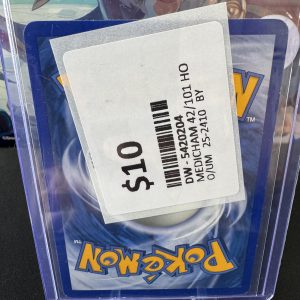 $10
DW - 5420204
MEDICHAM 42/101 HO
O/UM 25-2410 BY
POKéMON